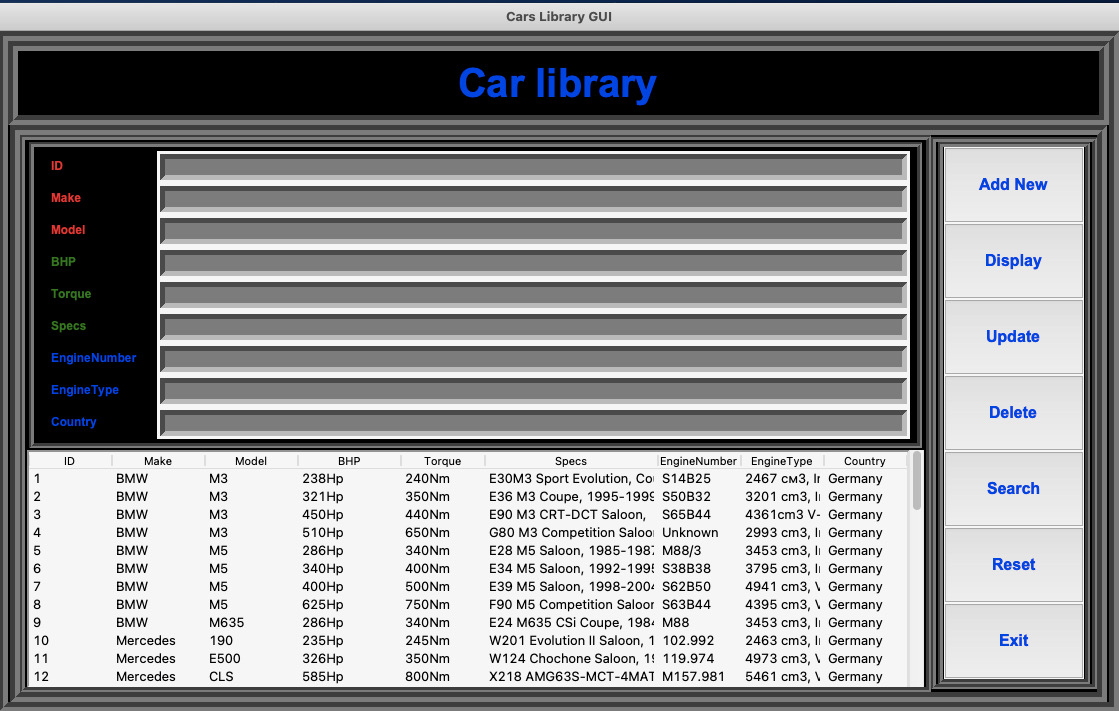 Cars Library GUI
Car library
ID
Make
Model
BHP
Torque
Specs
EngineNumber
EngineType
Country
Add New
Display
Update
Delete
Search
Reset
Exit
ID Make Model BHP Torque Specs EngineNumber EngineType Country
1 BMW M3 238Hp 240Nm E30M3 Sport Evolution, Co S14B25 2467 см3, Ir Germany
2 BMW M3 321Hp 350Nm E36 M3 Coupe, 1995-1999 S50B32 3201 cm3, Ir Germany
3 BMW M3 450Hp 440Nm E90 M3 CRT-DCT Saloon, S65B44 4361cm3 V- Germany
4 BMW M3 510Hp 650Nm G80 M3 Competition Saloo Unknown 2993 cm3, Ir Germany
5 BMW M5 286Hp 340Nm E28 M5 Saloon, 1985-1987 M88/3 3453 cm3, Ir Germany
6 BMW M5 340Hp 400Nm E34 M5 Saloon, 1992-1995 S38B38 3795 cm3, Ir Germany
7 BMW M5 400Hp 500Nm E39 M5 Saloon, 1998-2004 S62B50 4941 cm3, V Germany
8 BMW M5 625Hp 750Nm F90 M5 Competition Saloon S63B44 4395 cm3, V Germany
9 BMW M635 286Hp 340Nm E24 M635 CSi Coupe, 1984 M88 3453 cm3, Ir Germany
10 Mercedes 190 235Hp 245Nm W201 Evolution II Saloon, 1 102.992 2463 cm3, Ir Germany
11 Mercedes E500 326Hp 350Nm W124 Chochone Saloon, 19 119.974 4973 cm3, V Germany
12 Mercedes CLS 585Hp 800Nm X218 AMG63S-MCT-4MAT M157.981 5461 cm3, V Germany